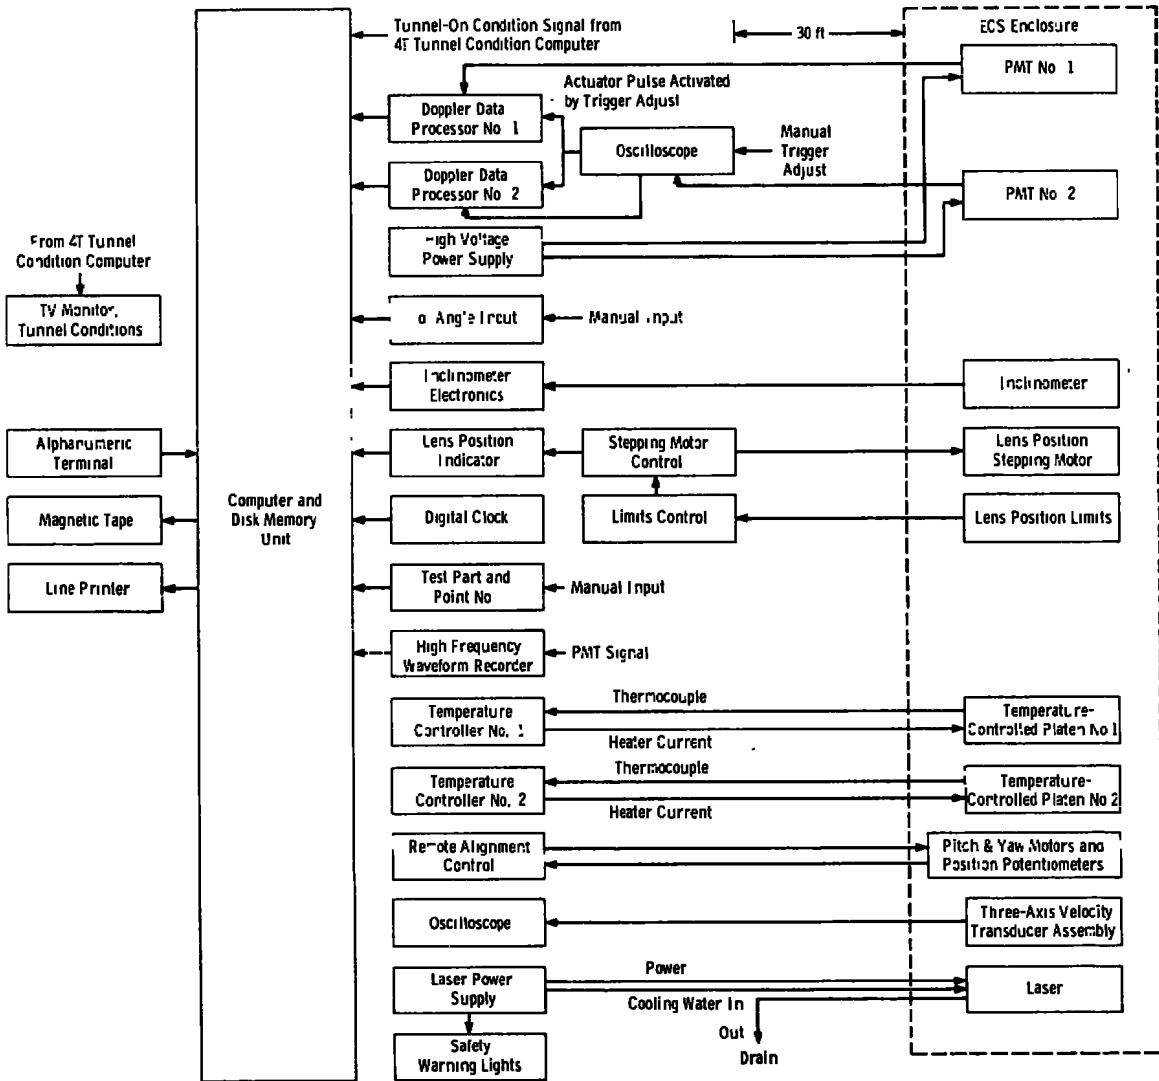 Tunnel-On Condition Signal from
4T Tunnel Condition Computer
30 ft
ECS Enclosure
PMT No. 1
Actuator Pulse Activated
by Trigger Adjust
Doppler Data
Processor No. 1
Oscilloscope
Manual
Trigger
Adjust
Doppler Data
Processor No. 2
PMT No. 2
High Voltage
Power Supply
From 4T Tunnel
Condition Computer
TV Monitor,
Tunnel Conditions
α Angle Input
Manual Input
Inclinometer
Electronics
Inclinometer
Alphanumeric
Terminal
Lens Position
Indicator
Stepping Motor
Control
Lens Position
Stepping Motor
Computer and
Disk Memory
Unit
Magnetic Tape
Digital Clock
Limits Control
Lens Position Limits
Line Printer
Test Part and
Point No
Manual Input
High Frequency
Waveform Recorder
PMT Signal
Temperature
Controller No. 1
Thermocouple
Heater Current
Temperature-
Controlled Platen No 1
Temperature
Controller No. 2
Thermocouple
Heater Current
Temperature-
Controlled Platen No 2
Remote Alignment
Control
Pitch & Yaw Motors and
Position Potentiometers
Oscilloscope
Three-Axis Velocity
Transducer Assembly
Laser Power
Supply
Power
Cooling Water In
Laser
Out
Drain
Safety
Warning Lights